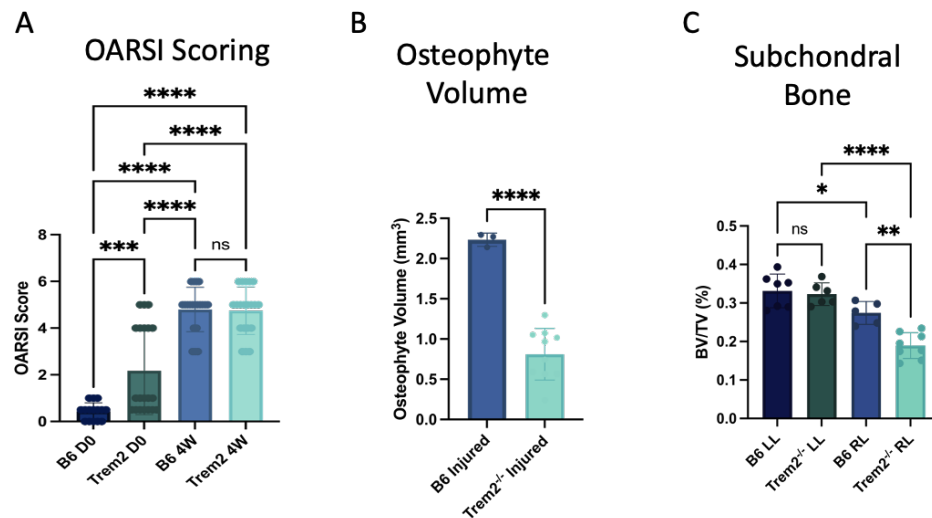 A
OARSI Scoring
****
****
****
****
***
ns
OARSI Score
8
6
4
2
0
B6 D0
Trem2 D0
B6 4W
Trem2 4W
B
Osteophyte
Volume
****
Osteophyte Volume (mm³)
2.5
2.0
1.5
1.0
0.5
0.0
B6 Injured
Trem2⁻/⁻ Injured
C
Subchondral
Bone
****
*
ns
**
BV/TV (%)
0.5
0.4
0.3
0.2
0.1
0.0
B6 LL
Trem2⁻/⁻ LL
B6 RL
Trem2⁻/⁻ RL